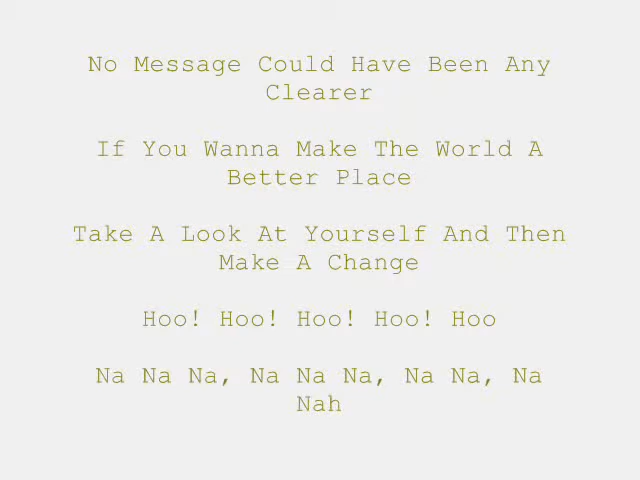 No Message Could Have Been Any
Clearer
If You Wanna Make The World A
Better Place
Take A Look At Yourself And Then
Make A Change
Hoo! Hoo! Hoo! Hoo! Hoo
Na Na Na, Na Na Na, Na Na, Na
Nah